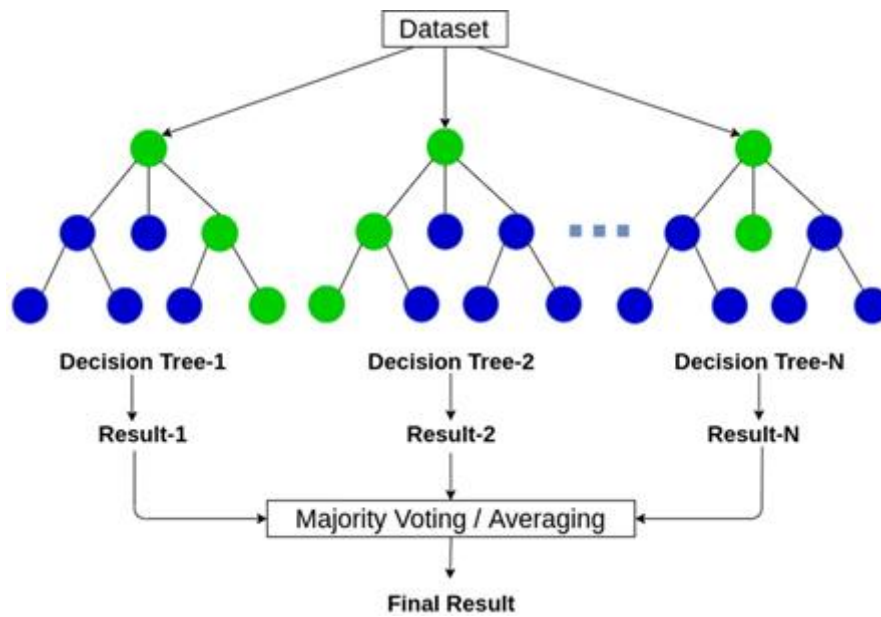 Dataset
Decision Tree-1
Decision Tree-2
Decision Tree-N
Result-1
Result-2
Result-N
Majority Voting / Averaging
Final Result